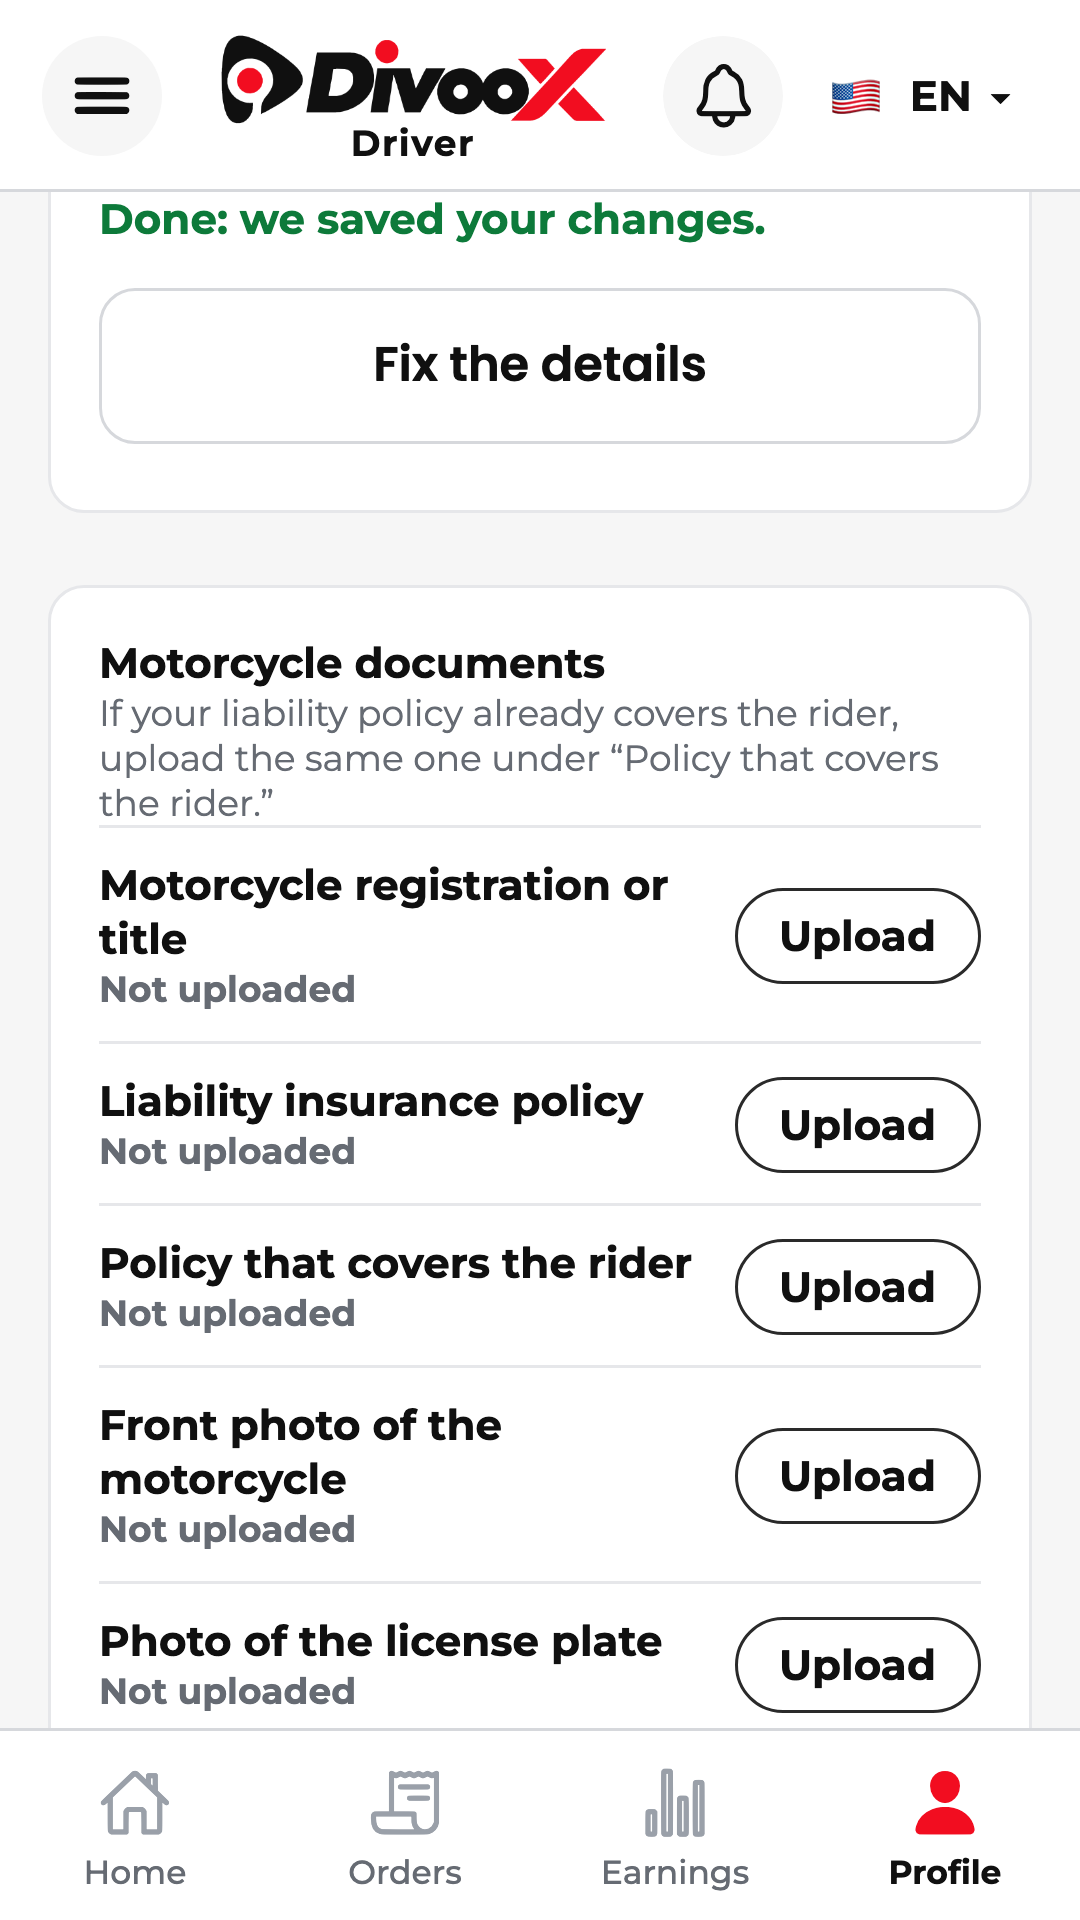 DivooX
Driver
EN
Done: we saved your changes.
Fix the details
Motorcycle documents
If your liability policy already covers the rider,
upload the same one under “Policy that covers
the rider.”
Motorcycle registration or
title
Not uploaded
Upload
Liability insurance policy
Not uploaded
Upload
Policy that covers the rider
Not uploaded
Upload
Front photo of the
motorcycle
Not uploaded
Upload
Photo of the license plate
Not uploaded
Upload
Home
Orders
Earnings
Profile